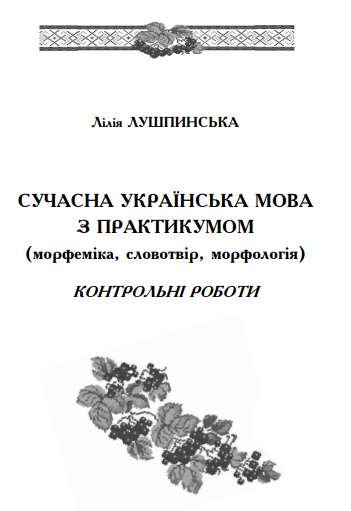 Лілія ЛУШПИНСЬКА
СУЧАСНА УКРАЇНСЬКА МОВА
З ПРАКТИКУМОМ
(морфеміка, словотвір, морфологія)
КОНТРОЛЬНІ РОБОТИ